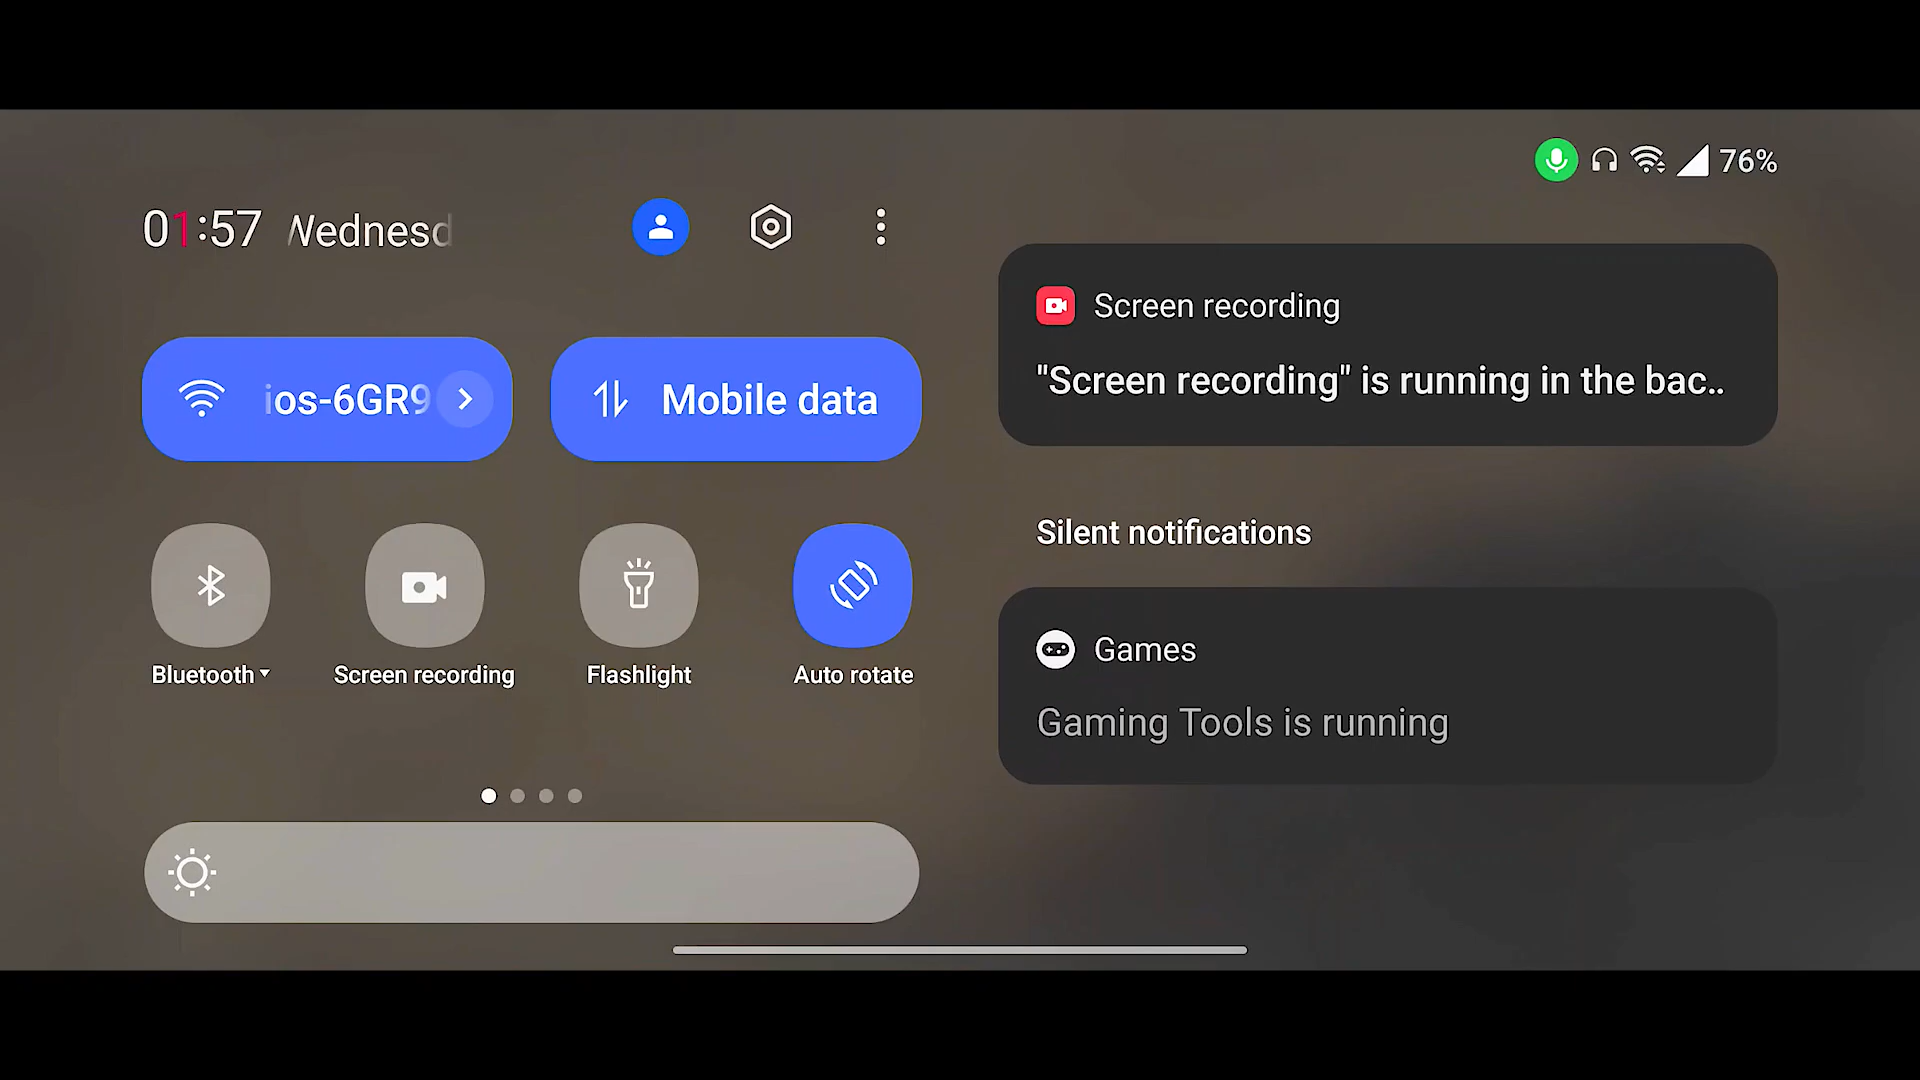 76%
01:57 Wednesd
ios-6GR9
Mobile data
Bluetooth
Screen recording
Flashlight
Auto rotate
Screen recording
"Screen recording" is running in the bac..
Silent notifications
Games
Gaming Tools is running